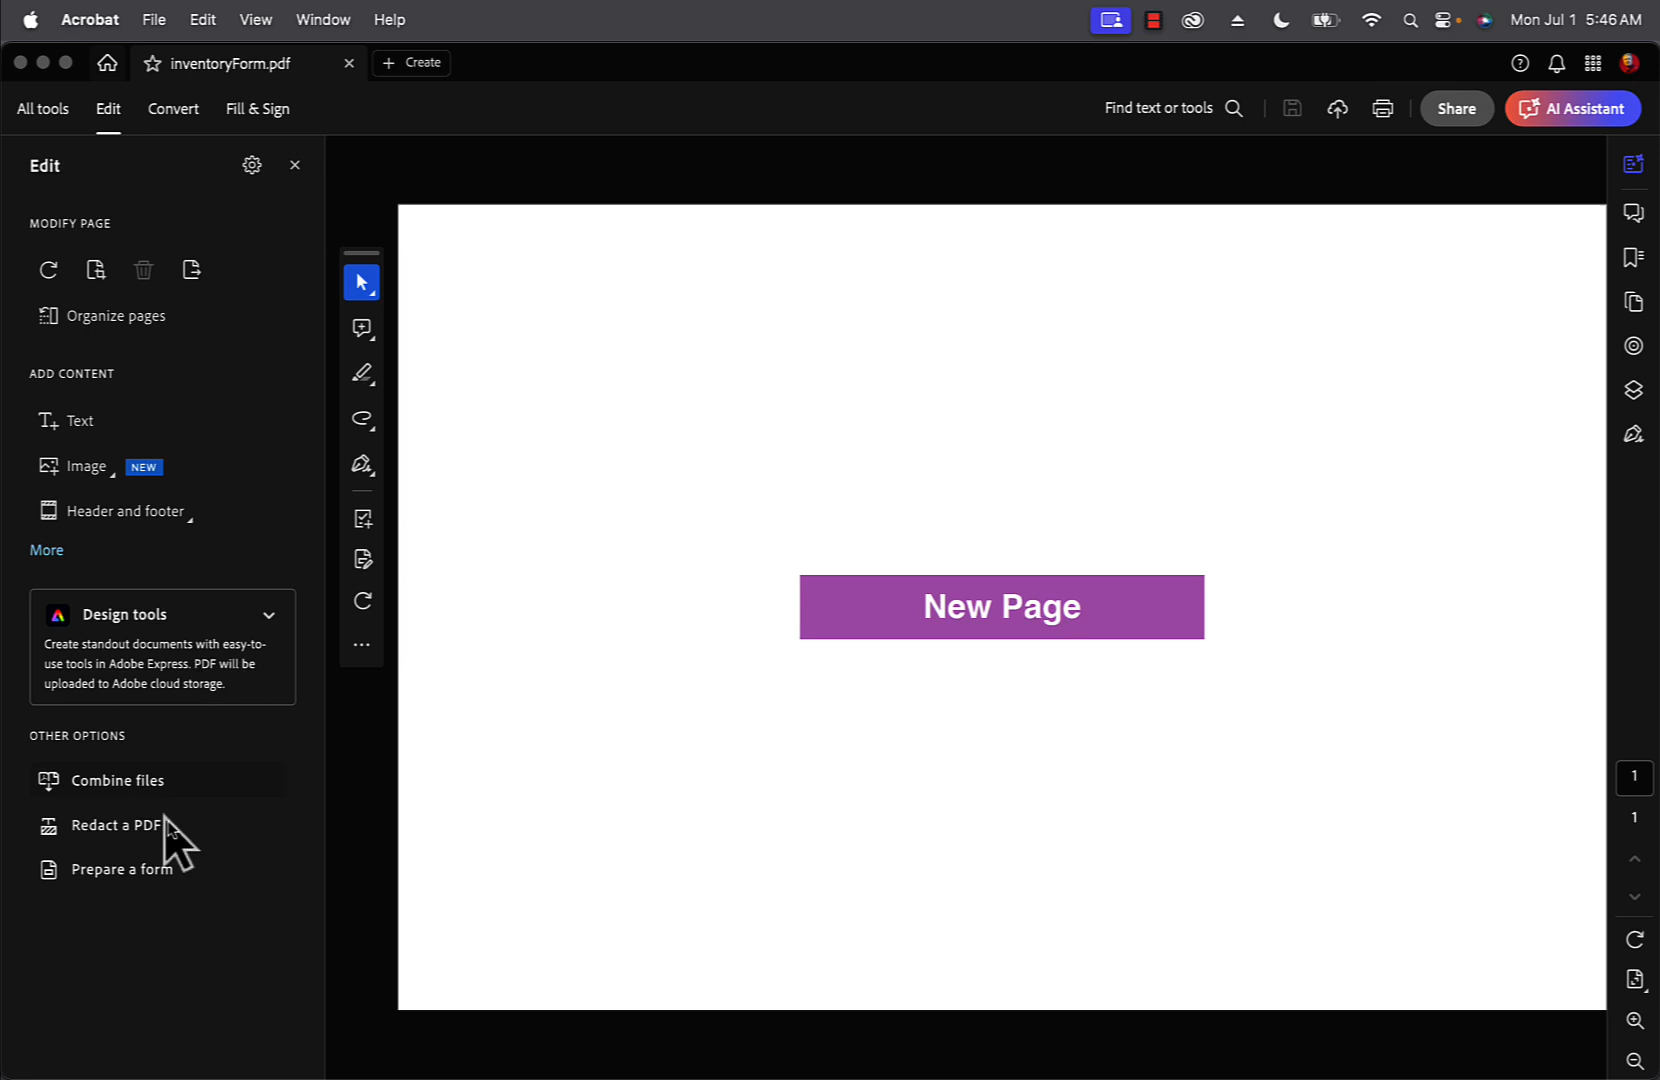 Acrobat File Edit View Window Help Mon Jul 1 5:46 AM
inventoryForm.pdf Create
All tools Edit Convert Fill & Sign Find text or tools Share AI Assistant
Edit
MODIFY PAGE
Organize pages
ADD CONTENT
Text
Image NEW
Header and footer
More
Design tools
Create standout documents with easy-to-
use tools in Adobe Express. PDF will be
uploaded to Adobe cloud storage.
OTHER OPTIONS
Combine files
Redact a PDF
Prepare a form
New Page
1
1